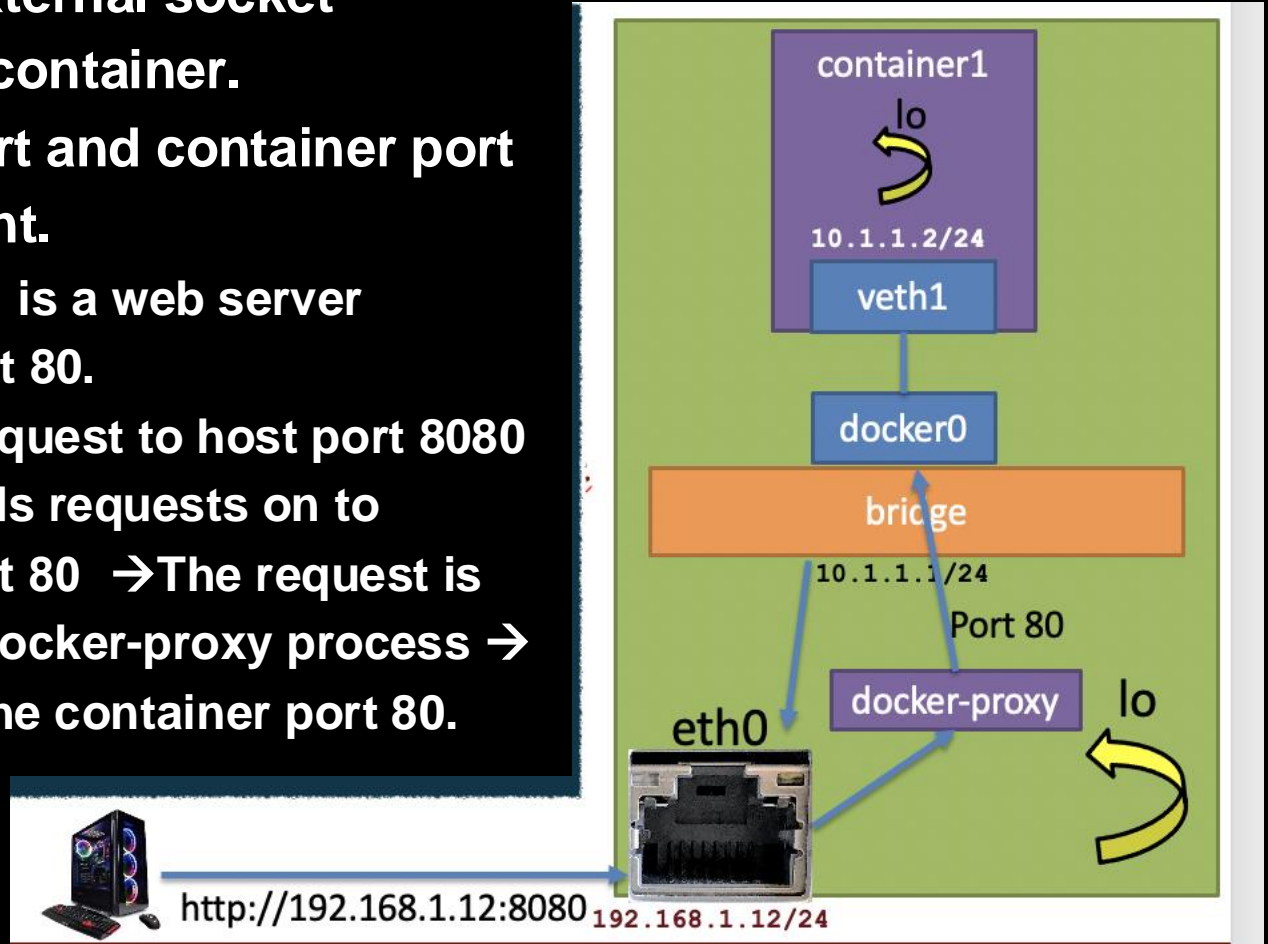 container.
rt and container port
nt.
is a web server
t 80.
quest to host port 8080
ls requests on to
t 80 →The request is
ocker-proxy process →
ne container port 80.
container1
lo
10.1.1.2/24
veth1
docker0
bridge
10.1.1.1/24
Port 80
docker-proxy
lo
eth0
http://192.168.1.12:8080
192.168.1.12/24